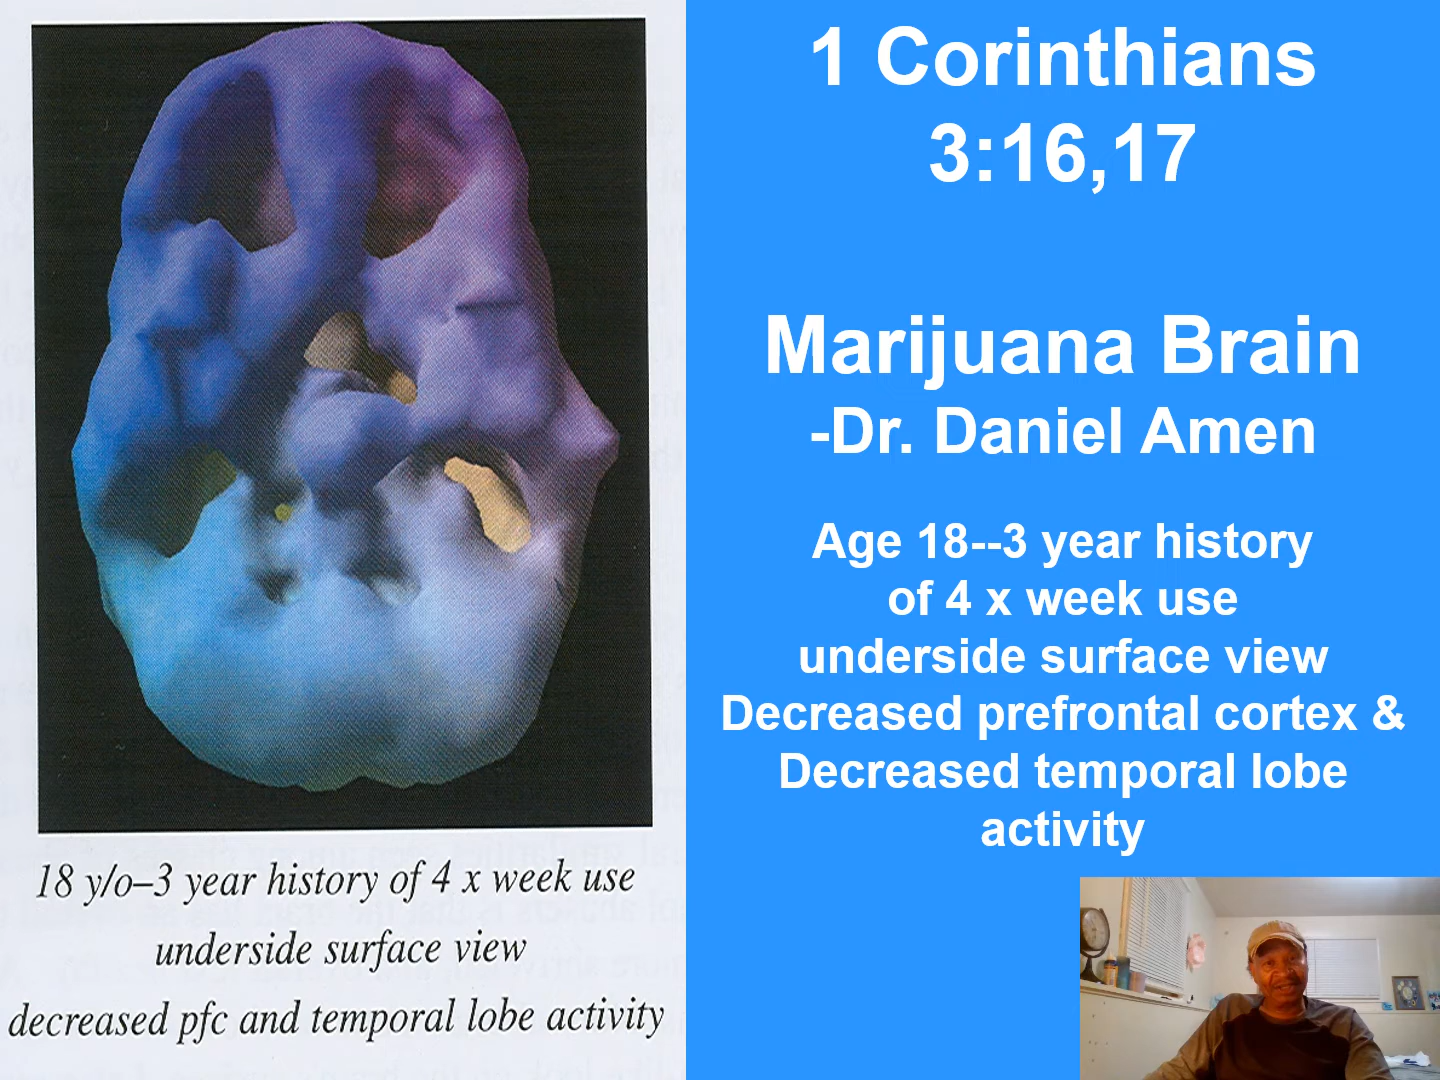 1 Corinthians
3:16,17
Marijuana Brain
-Dr. Daniel Amen
Age 18--3 year history
of 4 x week use
underside surface view
Decreased prefrontal cortex &
Decreased temporal lobe
activity
18 y/o–3 year history of 4 x week use
underside surface view
decreased pfc and temporal lobe activity